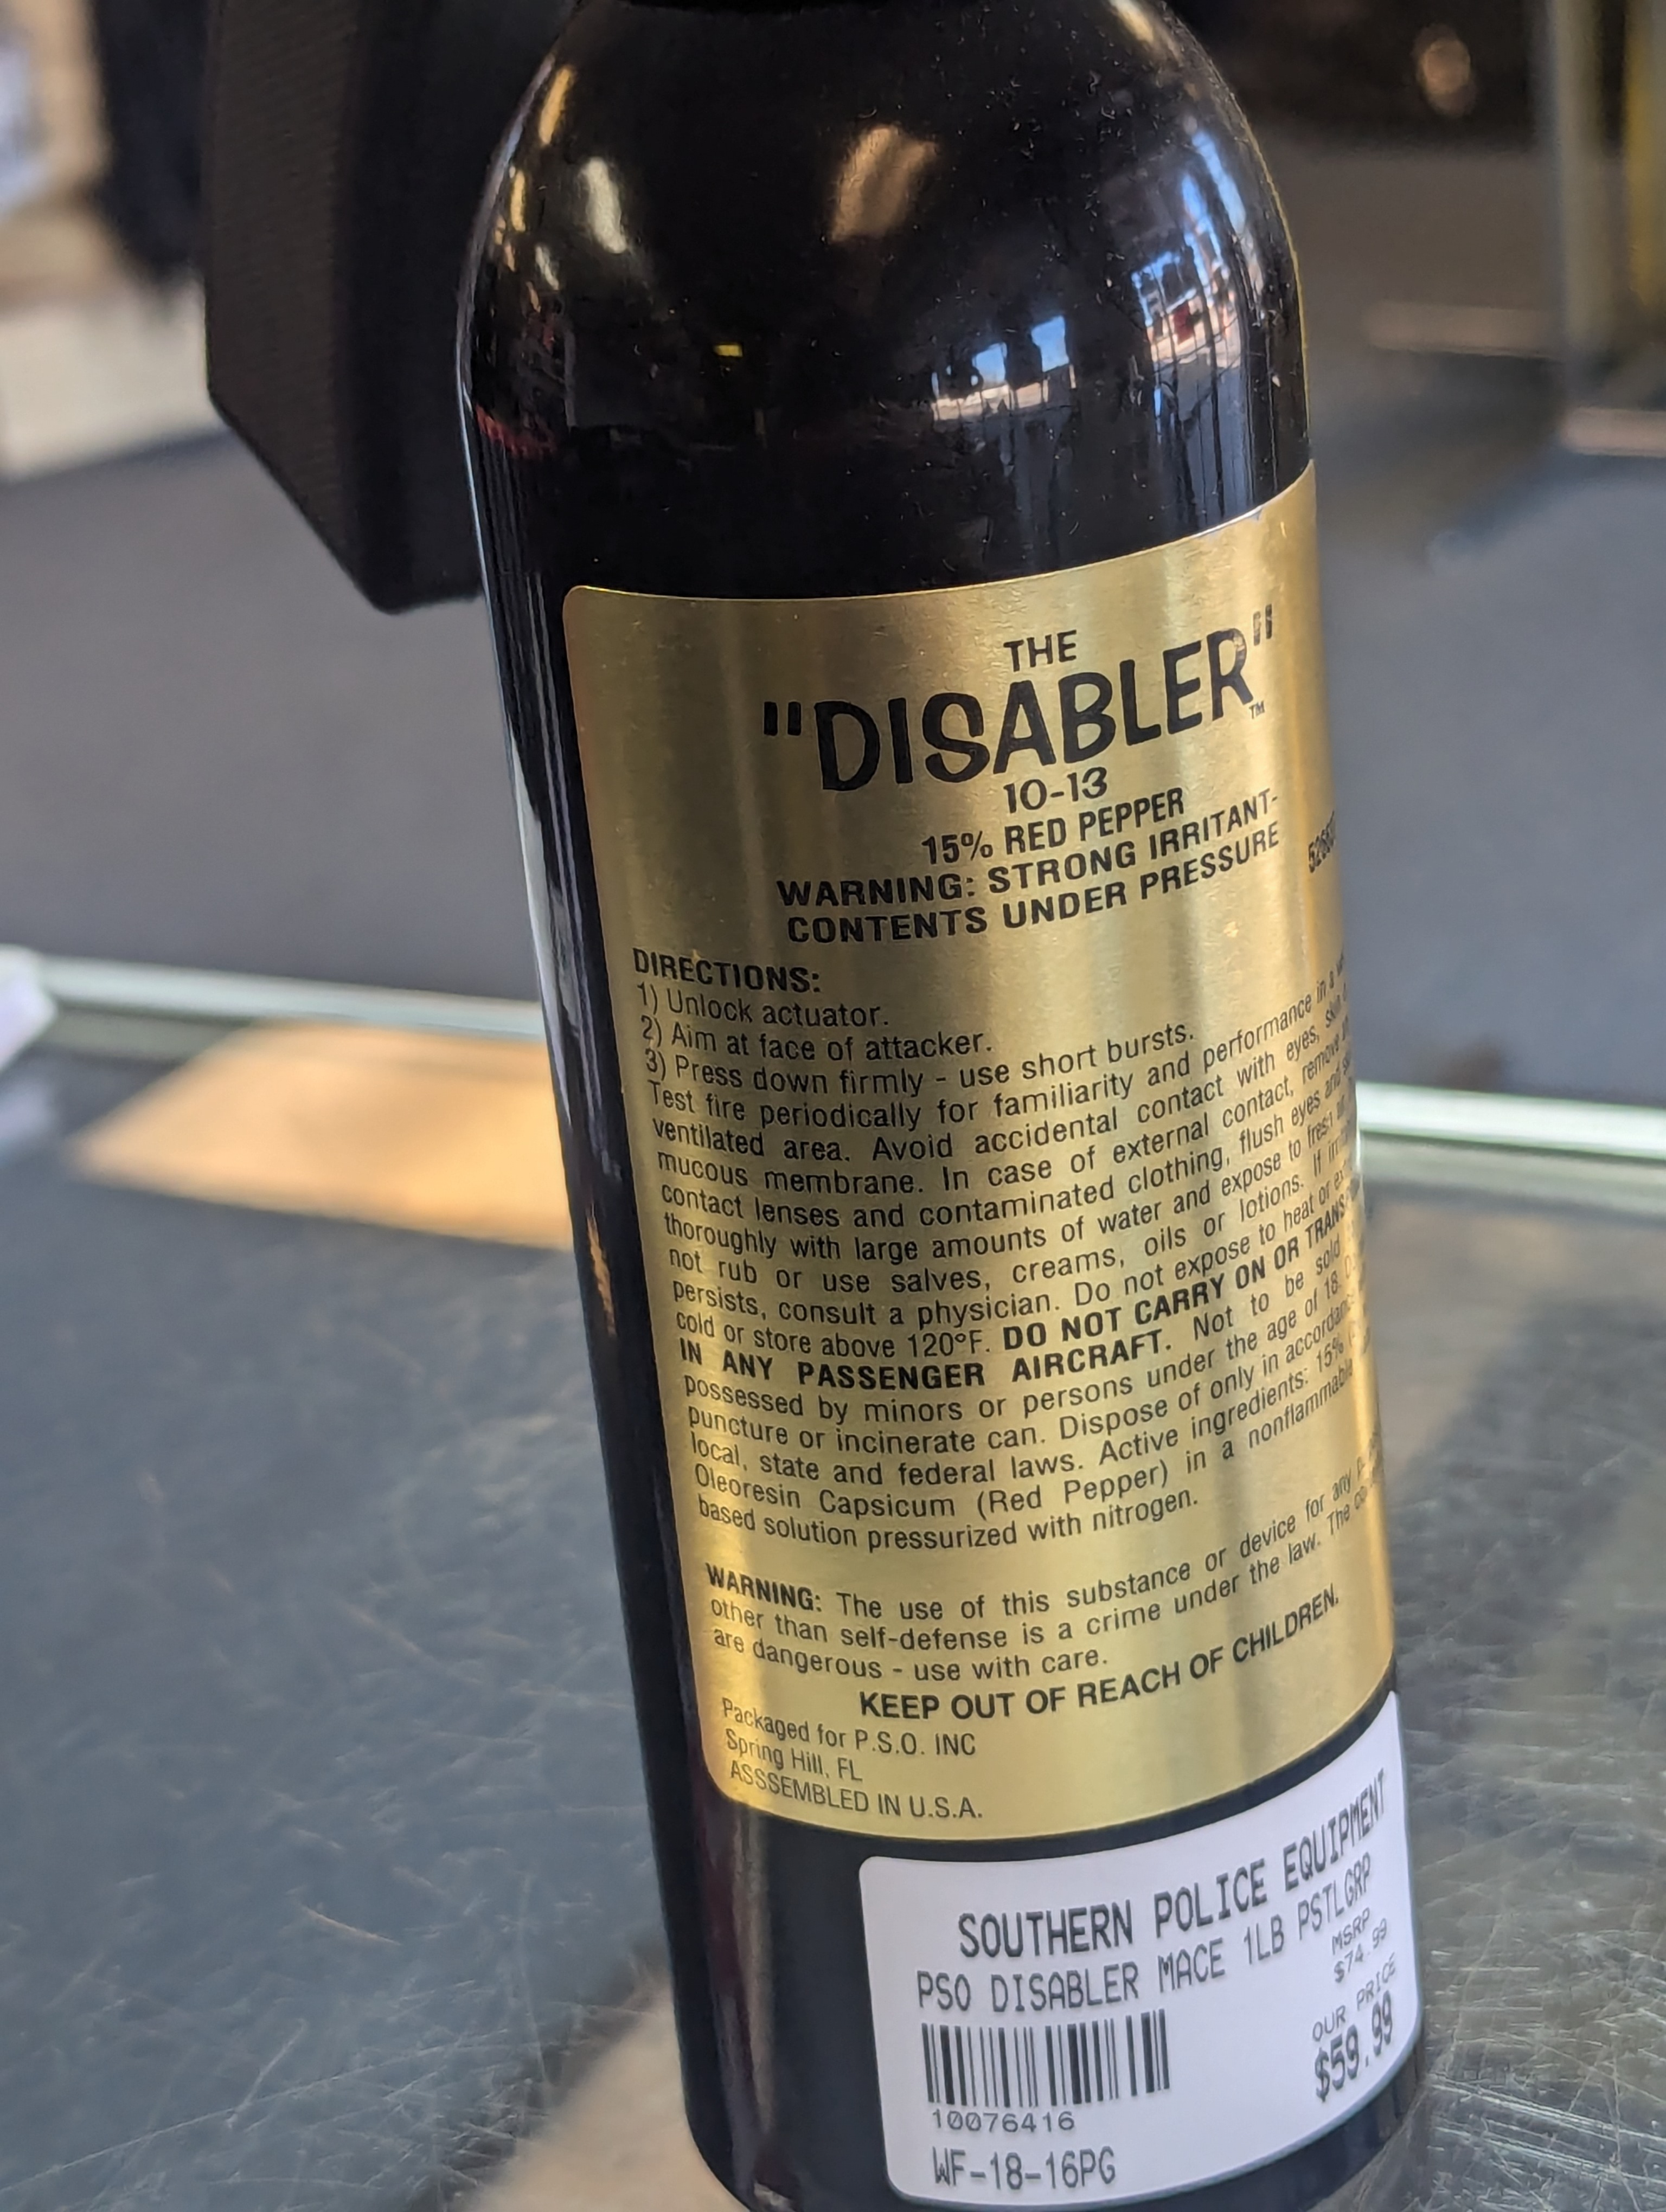 THE
"DISABLER"™
10-13
15% RED PEPPER
WARNING: STRONG IRRITANT-
CONTENTS UNDER PRESSURE
DIRECTIONS:
1) Unlock actuator.
2) Aim at face of attacker.
3) Press down firmly - use short bursts.
Test fire periodically for familiarity and performance in a
ventilated area. Avoid accidental contact with eyes, skin
mucous membrane. In case of external contact, remove
contact lenses and contaminated clothing, flush eyes and
thoroughly with large amounts of water and expose to fresh
not rub or use salves, creams, oils or lotions. If
persists, consult a physician. Do not expose to heat or
cold or store above 120°F. DO NOT CARRY ON OR TRANS
IN ANY PASSENGER AIRCRAFT. Not to be sold
possessed by minors or persons under the age of 18.
puncture or incinerate can. Dispose of only in
local, state and federal laws. Active ingredients: 15%
Oleoresin Capsicum (Red Pepper) in a nonflammable
based solution pressurized with nitrogen.
WARNING: The use of this substance or device for any
other than self-defense is a crime under the law. The
are dangerous - use with care.
KEEP OUT OF REACH OF CHILDREN.
Packaged for P.S.O. INC
Spring Hill, FL
ASSSEMBLED IN U.S.A.
SOUTHERN POLICE EQUIPMENT
PSO DISABLER MACE 1LB PSTLGRP
MSRP
$74.99
OUR PRICE
$59.99
10076416
WF-18-16PG